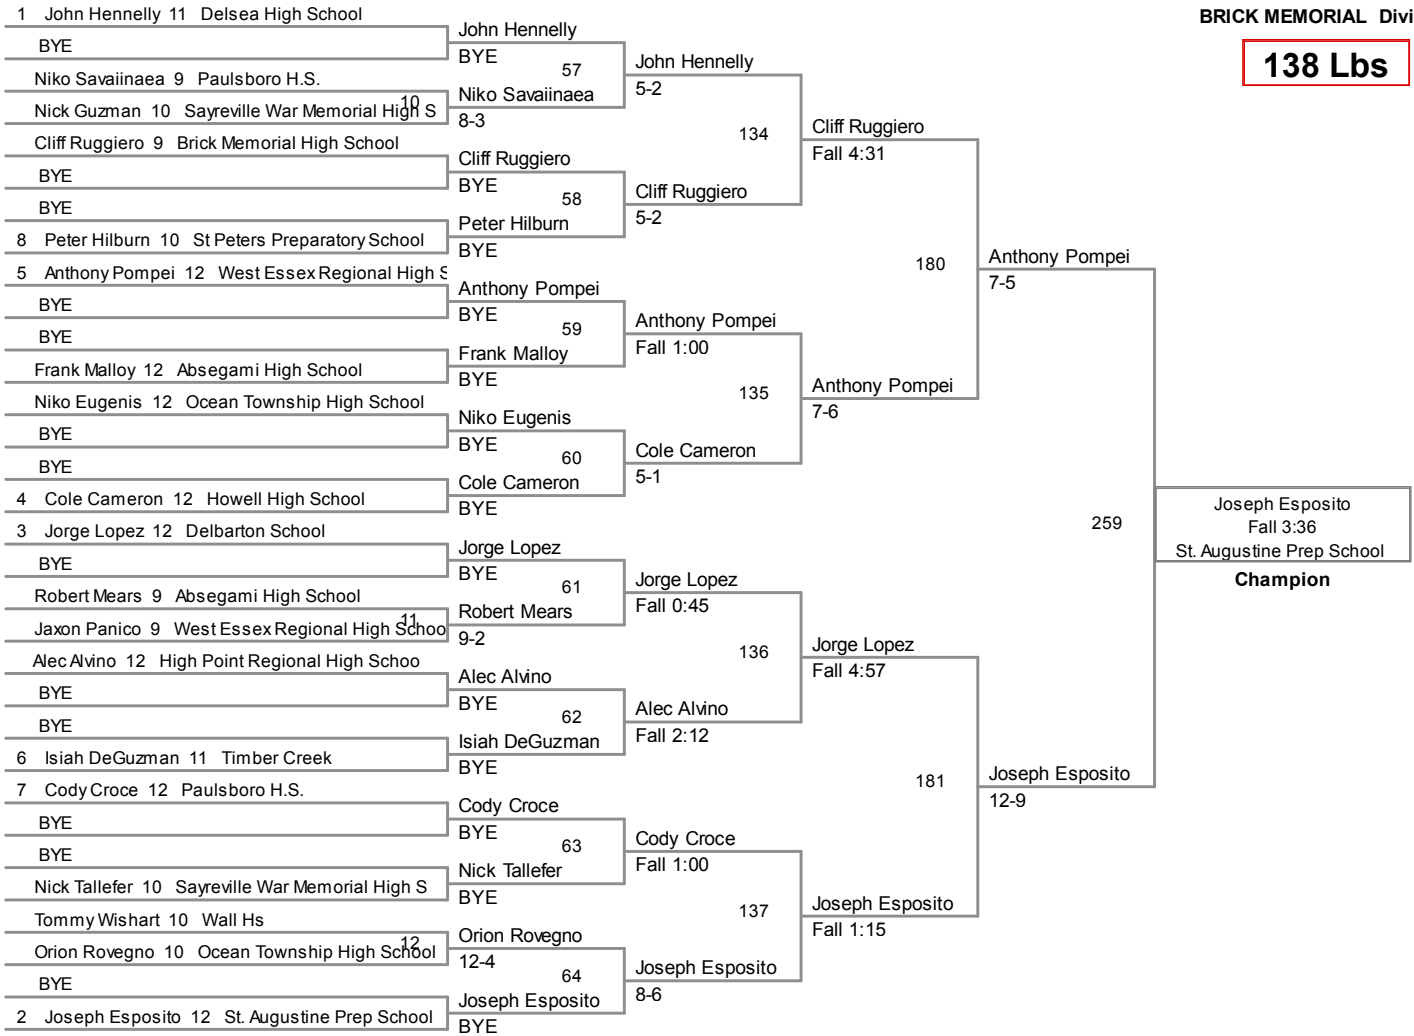 BRICK MEMORIAL Divi
138 Lbs
1 John Hennelly 11 Delsea High School
BYE
Niko Savaiinaea 9 Paulsboro H.S.
10
Nick Guzman 10 Sayreville War Memorial High S
Cliff Ruggiero 9 Brick Memorial High School
BYE
BYE
8 Peter Hilburn 10 St Peters Preparatory School
5 Anthony Pompei 12 West Essex Regional High S
BYE
BYE
Frank Malloy 12 Absegami High School
Niko Eugenis 12 Ocean Township High School
BYE
BYE
4 Cole Cameron 12 Howell High School
3 Jorge Lopez 12 Delbarton School
BYE
Robert Mears 9 Absegami High School
11
Jaxon Panico 9 West Essex Regional High Schoo
Alec Alvino 12 High Point Regional High Schoo
BYE
BYE
6 Isiah DeGuzman 11 Timber Creek
7 Cody Croce 12 Paulsboro H.S.
BYE
BYE
Nick Tallefer 10 Sayreville War Memorial High S
Tommy Wishart 10 Wall Hs
12
Orion Rovegno 10 Ocean Township High School
BYE
2 Joseph Esposito 12 St. Augustine Prep School
John Hennelly
BYE
57
Niko Savaiinaea
8-3
Cliff Ruggiero
BYE
58
Peter Hilburn
BYE
Anthony Pompei
BYE
59
Frank Malloy
BYE
Niko Eugenis
BYE
60
Cole Cameron
BYE
Jorge Lopez
BYE
61
Robert Mears
9-2
Alec Alvino
BYE
62
Isiah DeGuzman
BYE
Cody Croce
BYE
63
Nick Tallefer
BYE
Orion Rovegno
12-4
64
Joseph Esposito
BYE
John Hennelly
5-2
134
Cliff Ruggiero
5-2
Anthony Pompei
Fall 1:00
135
Cole Cameron
5-1
Jorge Lopez
Fall 0:45
136
Alec Alvino
Fall 2:12
Cody Croce
Fall 1:00
137
Joseph Esposito
8-6
Cliff Ruggiero
Fall 4:31
180
Anthony Pompei
7-6
Jorge Lopez
Fall 4:57
181
Joseph Esposito
Fall 1:15
Anthony Pompei
7-5
259
Joseph Esposito
12-9
Joseph Esposito
Fall 3:36
St. Augustine Prep School
Champion